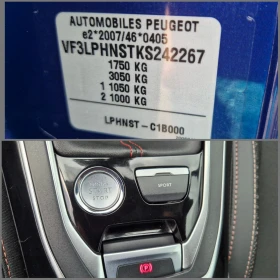 AUTOMOBILES PEUGEOT
e2*2007/46*0405
VF3LPHNSTKS242267
1750 KG
3050 KG
1 1050 KG
2 1000 KG
LPHNST-C1B000
START
STOP
SPORT
P